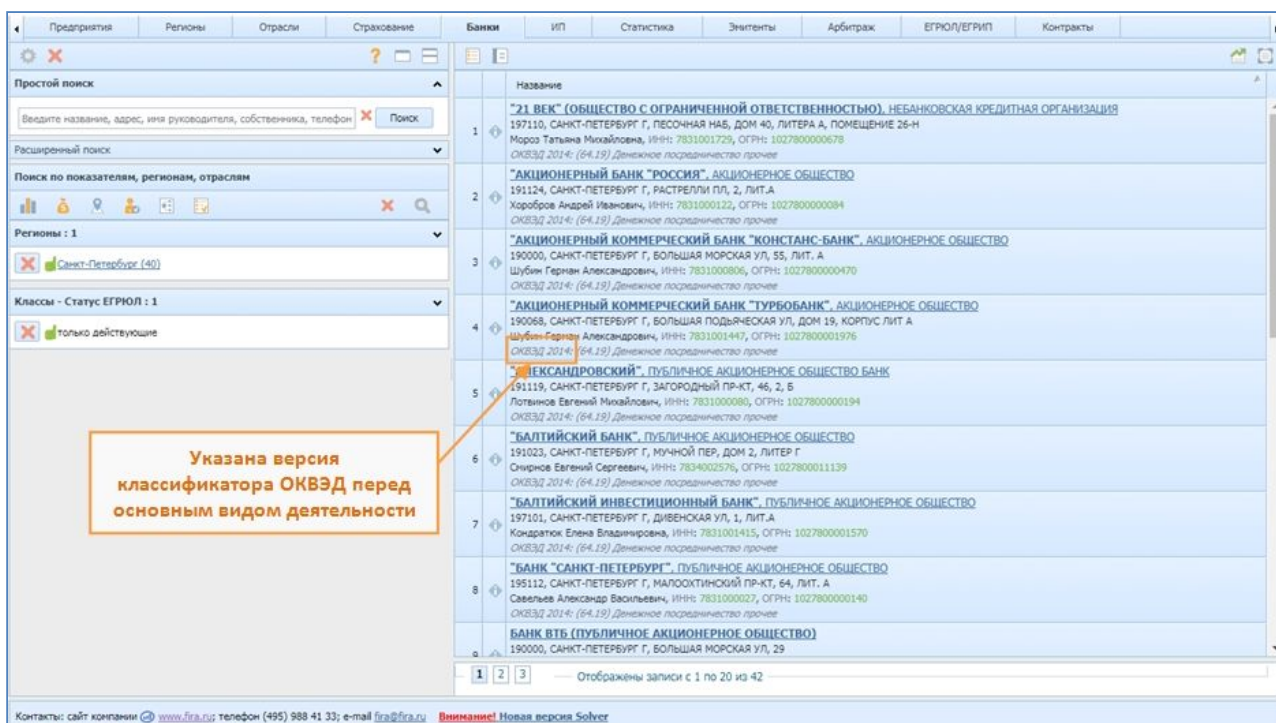 Предприятия Регионы Отрасли Страхование Банки ИП Статистика Эмитенты Арбитраж ЕГРЮЛ/ЕГРИП Контракты
Простой поиск
Введите название, адрес, имя руководителя, собственника, телефон Поиск
Расширенный поиск
Поиск по показателям, регионам, отраслям
Регионы : 1
Санкт-Петербург (40)
Классы - Статус ЕГРЮЛ : 1
только действующие
Указана версия
классификатора ОКВЭД перед
основным видом деятельности
Название
1
"21 ВЕК" (ОБЩЕСТВО С ОГРАНИЧЕННОЙ ОТВЕТСТВЕННОСТЬЮ), НЕБАНКОВСКАЯ КРЕДИТНАЯ ОРГАНИЗАЦИЯ
197110, САНКТ-ПЕТЕРБУРГ Г, ПЕСОЧНАЯ НАБ, ДОМ 40, ЛИТЕРА А, ПОМЕЩЕНИЕ 26-Н
Мороз Татьяна Михайловна, ИНН: 7831001729, ОГРН: 1027800000678
ОКВЭД 2014: (64.19) Денежное посредничество прочее
2
"АКЦИОНЕРНЫЙ БАНК "РОССИЯ", АКЦИОНЕРНОЕ ОБЩЕСТВО
191124, САНКТ-ПЕТЕРБУРГ Г, РАСТРЕЛЛИ ПЛ, 2, ЛИТ.А
Хоробров Андрей Иванович, ИНН: 7831000122, ОГРН: 1027800000084
ОКВЭД 2014: (64.19) Денежное посредничество прочее
3
"АКЦИОНЕРНЫЙ КОММЕРЧЕСКИЙ БАНК "КОНСТАНС-БАНК", АКЦИОНЕРНОЕ ОБЩЕСТВО
190000, САНКТ-ПЕТЕРБУРГ Г, БОЛЬШАЯ МОРСКАЯ УЛ, 55, ЛИТ. А
Шубин Герман Александрович, ИНН: 7831000806, ОГРН: 1027800000470
ОКВЭД 2014: (64.19) Денежное посредничество прочее
4
"АКЦИОНЕРНЫЙ КОММЕРЧЕСКИЙ БАНК "ТУРБОБАНК", АКЦИОНЕРНОЕ ОБЩЕСТВО
190068, САНКТ-ПЕТЕРБУРГ Г, БОЛЬШАЯ ПОДЬЯЧЕСКАЯ УЛ, ДОМ 19, КОРПУС ЛИТ А
Шубин Герман Александрович, ИНН: 7831001447, ОГРН: 1027800001976
ОКВЭД 2014: (64.19) Денежное посредничество прочее
5
"АЛЕКСАНДРОВСКИЙ", ПУБЛИЧНОЕ АКЦИОНЕРНОЕ ОБЩЕСТВО БАНК
191119, САНКТ-ПЕТЕРБУРГ Г, ЗАГОРОДНЫЙ ПР-КТ, 46, 2, Б
Лотвинов Евгений Михайлович, ИНН: 7831000080, ОГРН: 1027800000194
ОКВЭД 2014: (64.19) Денежное посредничество прочее
6
"БАЛТИЙСКИЙ БАНК", ПУБЛИЧНОЕ АКЦИОНЕРНОЕ ОБЩЕСТВО
191023, САНКТ-ПЕТЕРБУРГ Г, МУЧНОЙ ПЕР, ДОМ 2, ЛИТЕР Г
Смирнов Евгений Сергеевич, ИНН: 7834002576, ОГРН: 1027800011139
ОКВЭД 2014: (64.19) Денежное посредничество прочее
7
"БАЛТИЙСКИЙ ИНВЕСТИЦИОННЫЙ БАНК", ПУБЛИЧНОЕ АКЦИОНЕРНОЕ ОБЩЕСТВО
197101, САНКТ-ПЕТЕРБУРГ Г, ДИВЕНСКАЯ УЛ, 1, ЛИТ.А
Кондратюк Елена Владимировна, ИНН: 7831001415, ОГРН: 1027800001570
ОКВЭД 2014: (64.19) Денежное посредничество прочее
8
"БАНК "САНКТ-ПЕТЕРБУРГ", ПУБЛИЧНОЕ АКЦИОНЕРНОЕ ОБЩЕСТВО
195112, САНКТ-ПЕТЕРБУРГ Г, МАЛООХТИНСКИЙ ПР-КТ, 64, ЛИТ. А
Савельев Александр Васильевич, ИНН: 7831000027, ОГРН: 1027800000140
ОКВЭД 2014: (64.19) Денежное посредничество прочее
9
БАНК ВТБ (ПУБЛИЧНОЕ АКЦИОНЕРНОЕ ОБЩЕСТВО)
190000, САНКТ-ПЕТЕРБУРГ Г, БОЛЬШАЯ МОРСКАЯ УЛ, 29
1 2 3 Отображены записи с 1 по 20 из 42
Контакты: сайт компании www.fira.ru; телефон (495) 988 41 33; e-mail fira@fira.ru Внимание! Новая версия Solver